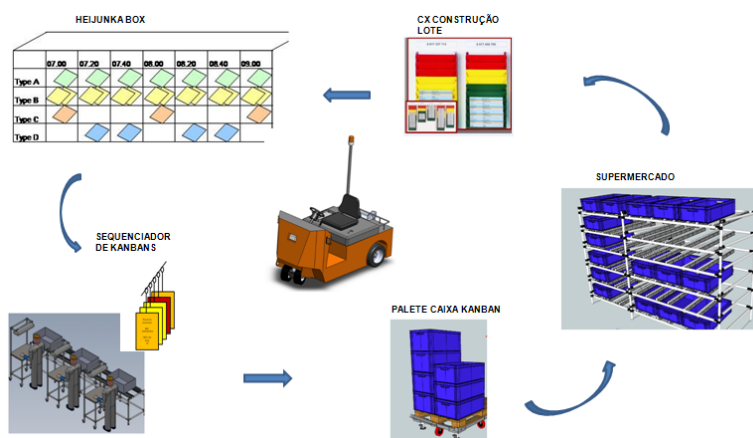 HEIJUNKA BOX
CX CONSTRUÇÃO
LOTE
07.00 07.20 07.40 08.00 08.20 08.40 09.00
Type A
Type B
Type C
Type D
SUPERMERCADO
SEQUENCIADOR
DE KANBANS
PALETE CAIXA KANBAN